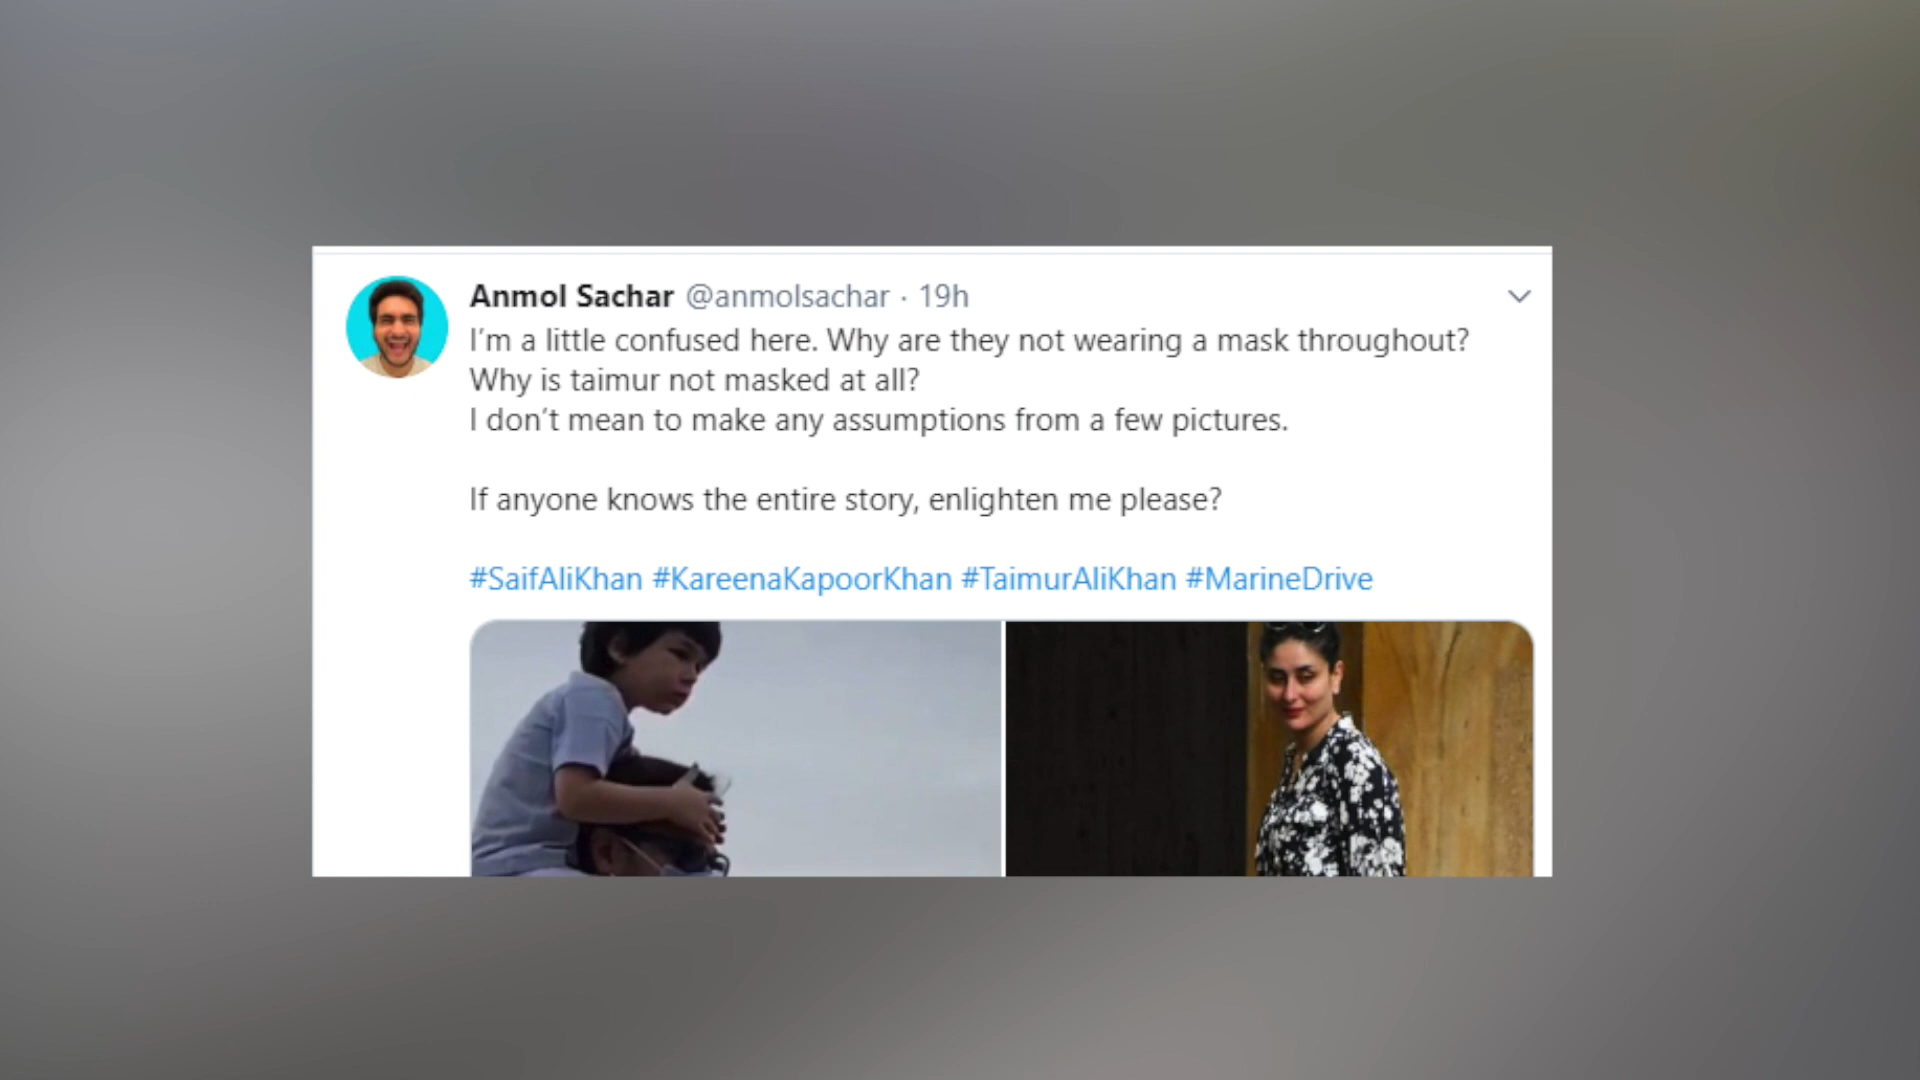 Anmol Sachar @anmolsachar · 19h
I'm a little confused here. Why are they not wearing a mask throughout?
Why is taimur not masked at all?
I don't mean to make any assumptions from a few pictures.
If anyone knows the entire story, enlighten me please?
#SaifAliKhan #KareenaKapoorKhan #TaimurAliKhan #MarineDrive